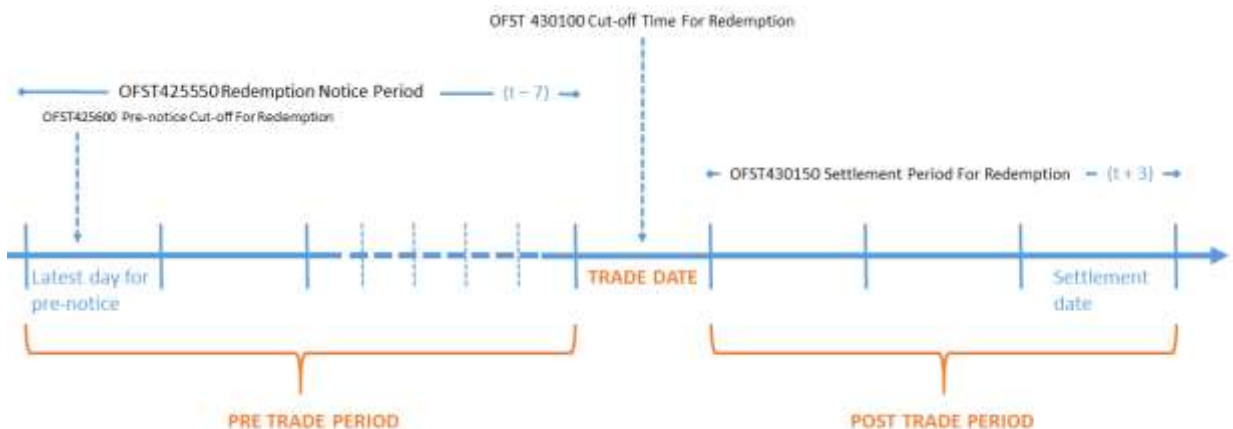 OFST 430100 Cut-off Time For Redemption
OFST425550 Redemption Notice Period (t – 7)
OFST425600 Pre-notice Cut-off For Redemption
OFST430150 Settlement Period For Redemption (t + 3)
Latest day for
pre-notice
TRADE DATE
Settlement
date
PRE TRADE PERIOD
POST TRADE PERIOD